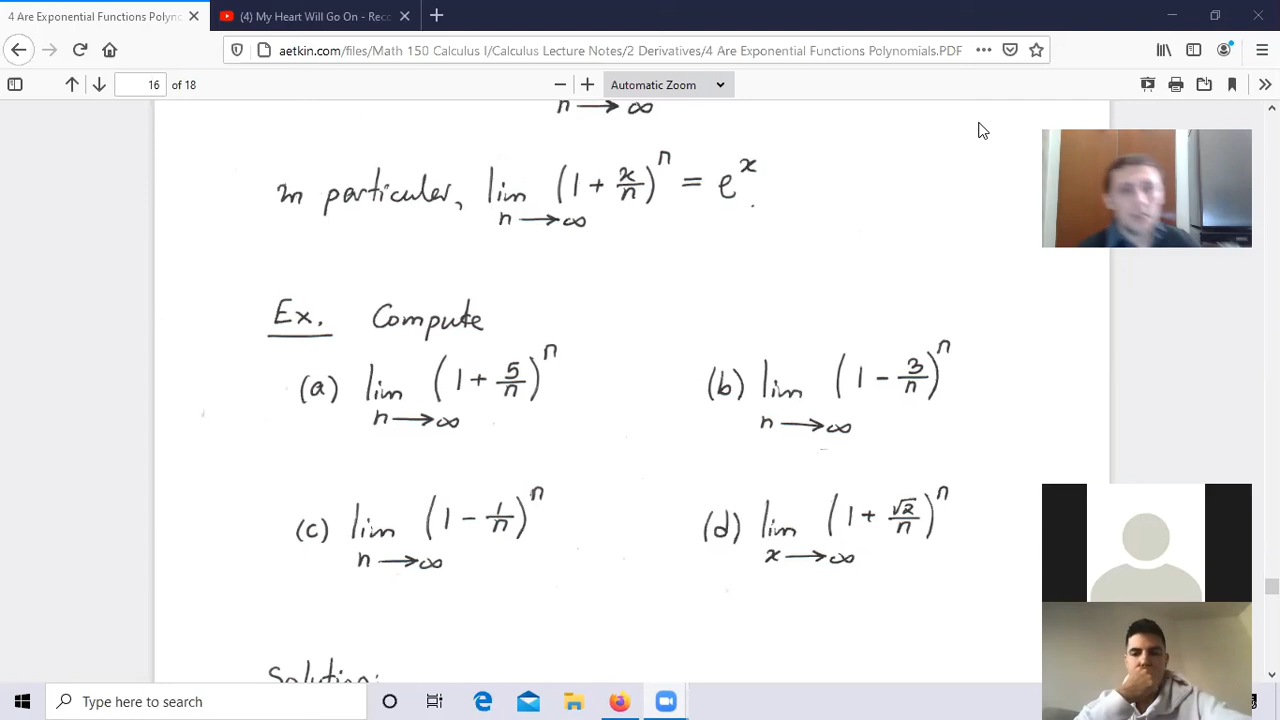 4 Are Exponential Functions Polyno
(4) My Heart Will Go On - Reco
aetkin.com/files/Math 150 Calculus I/Calculus Lecture Notes/2 Derivatives/4 Are Exponential Functions Polynomials.PDF
16 of 18
Automatic Zoom
n → ∞
In particular, lim (1 + x/n)^n = e^x.
n → ∞
Ex. Compute
(a) lim (1 + 5/n)^n
n → ∞
(b) lim (1 - 3/n)^n
n → ∞
(c) lim (1 - 1/n)^n
n → ∞
(d) lim (1 + √2/n)^n
x → ∞
Solution:
Type here to search